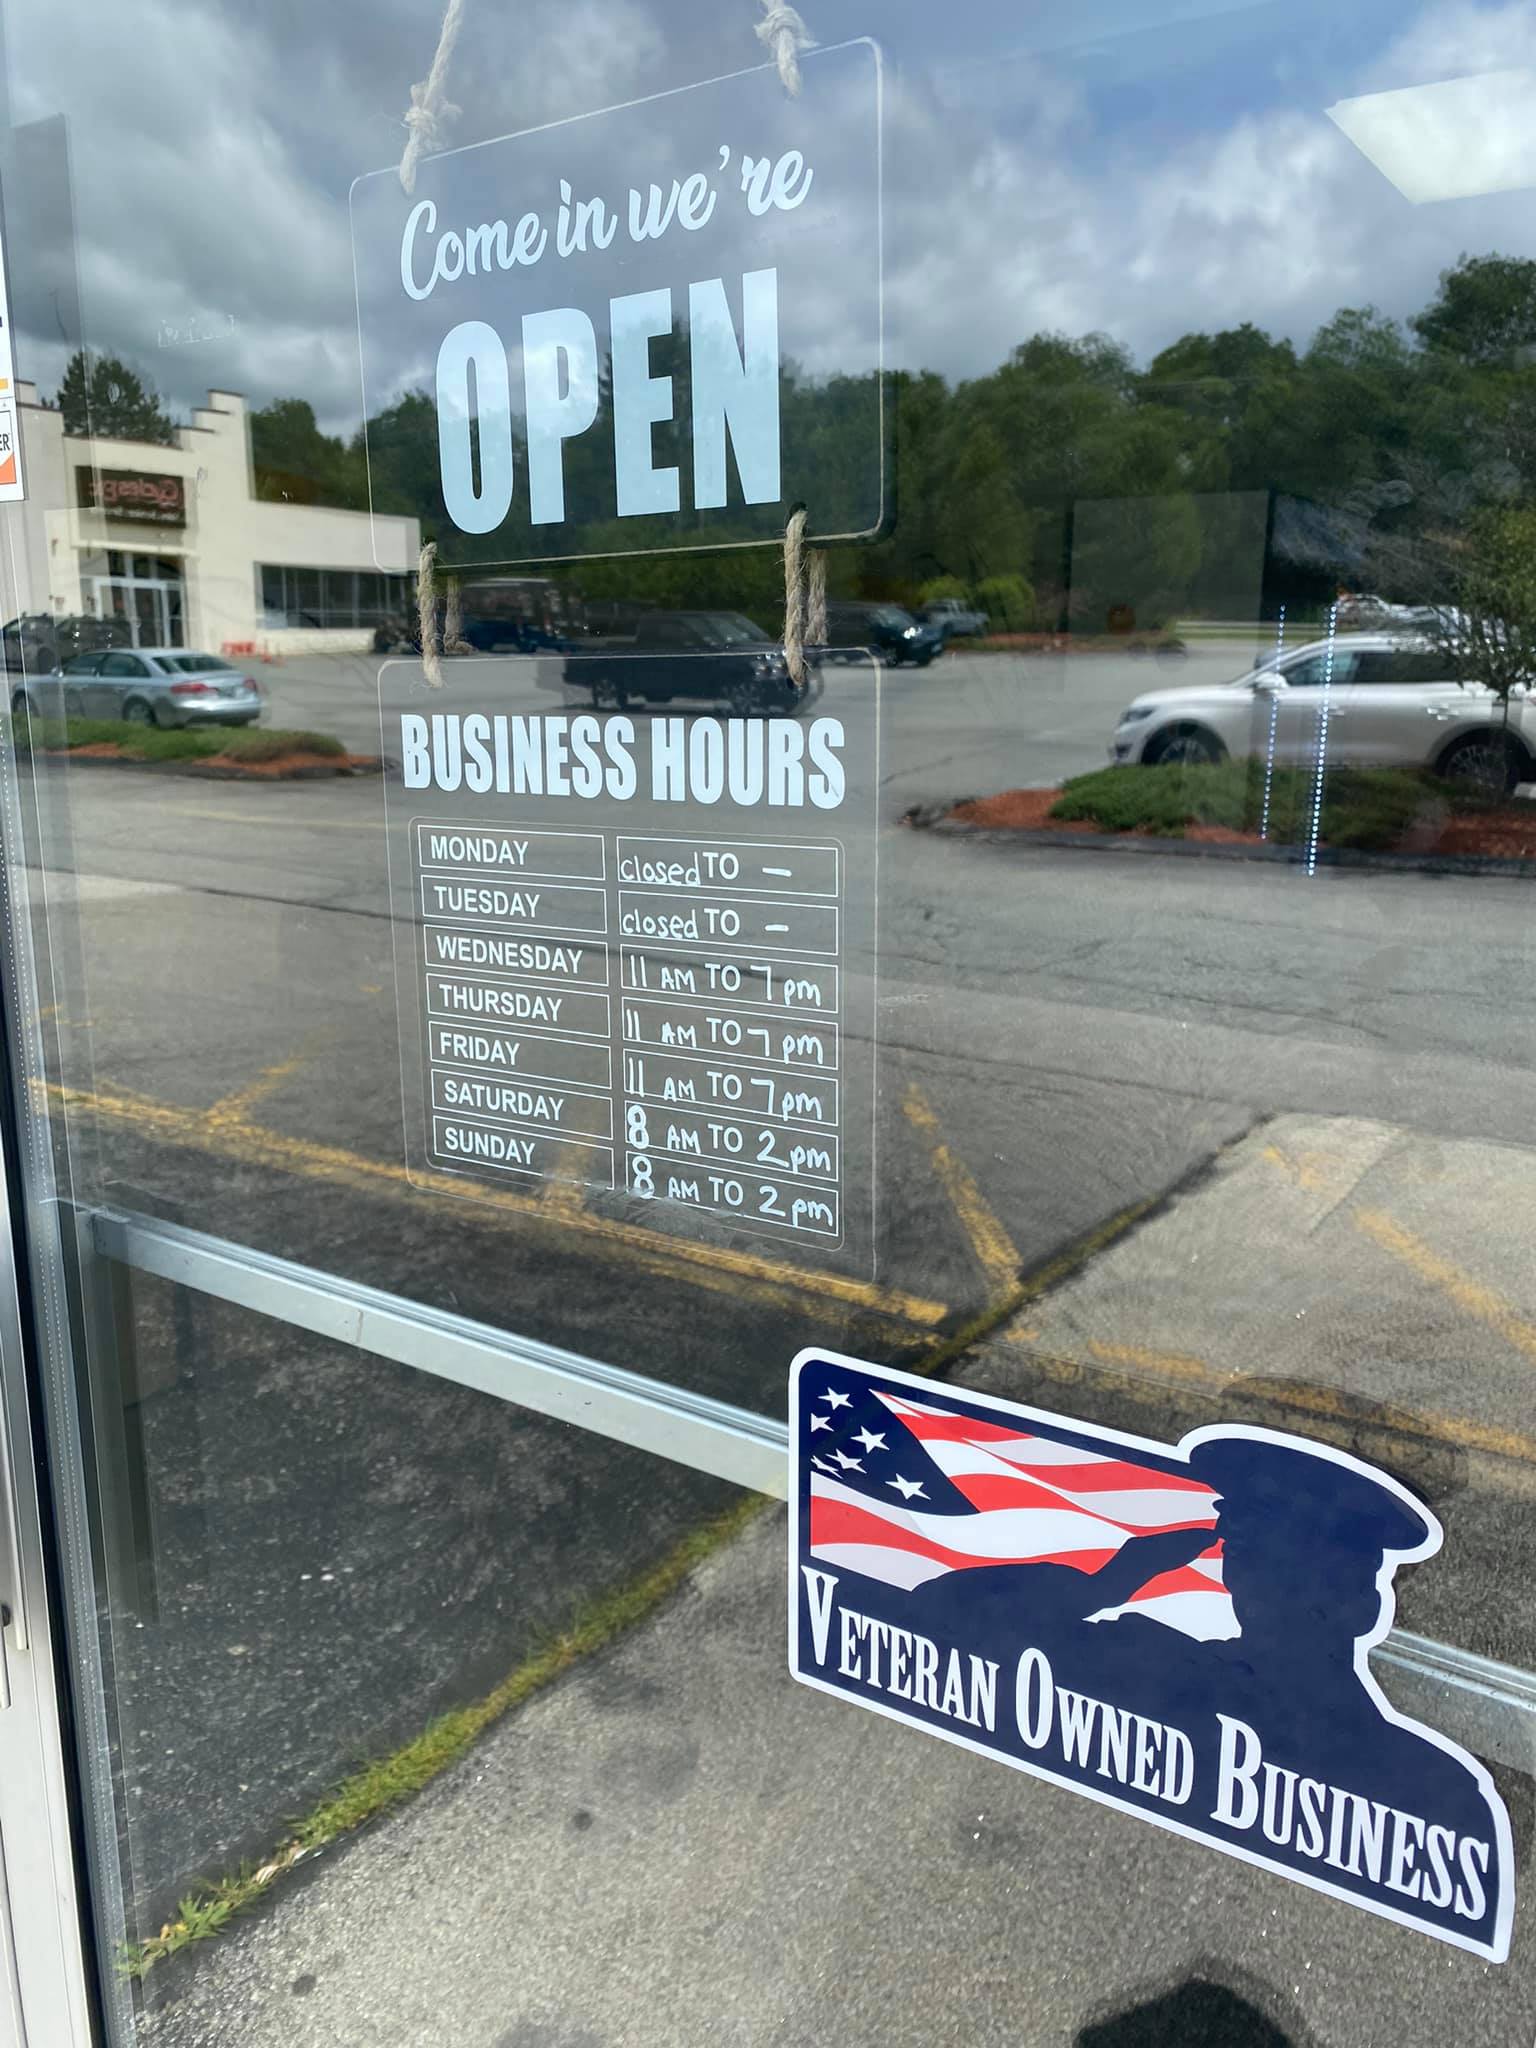 Come in we're
OPEN
BUSINESS HOURS
MONDAY closed TO –
TUESDAY closed TO –
WEDNESDAY 11 AM TO 7 pm
THURSDAY 11 AM TO 7 pm
FRIDAY 11 AM TO 7 pm
SATURDAY 8 AM TO 2 pm
SUNDAY 8 AM TO 2 pm
VETERAN OWNED BUSINESS